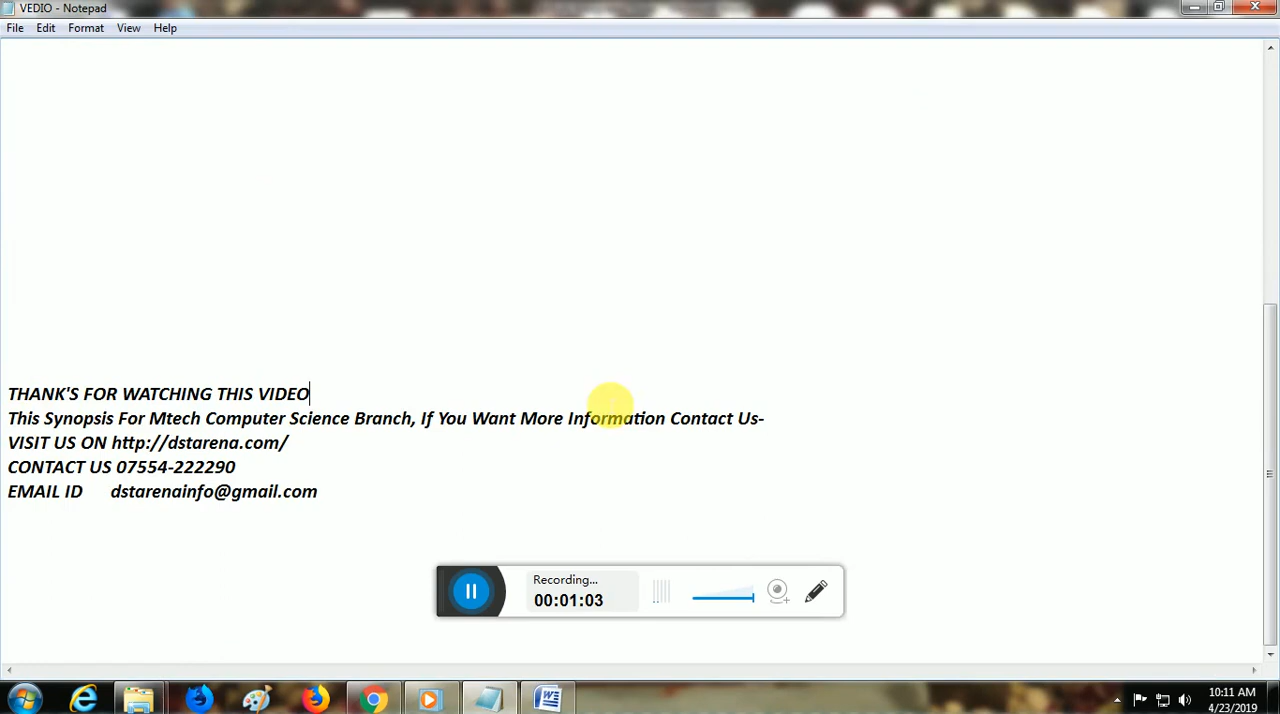 VEDIO - Notepad
File Edit Format View Help
THANK'S FOR WATCHING THIS VIDEO
This Synopsis For Mtech Computer Science Branch, If You Want More Information Contact Us-
VISIT US ON http://dstarena.com/
CONTACT US 07554-222290
EMAIL ID dstarenainfo@gmail.com
Recording...
00:01:03
10:11 AM
4/23/2019